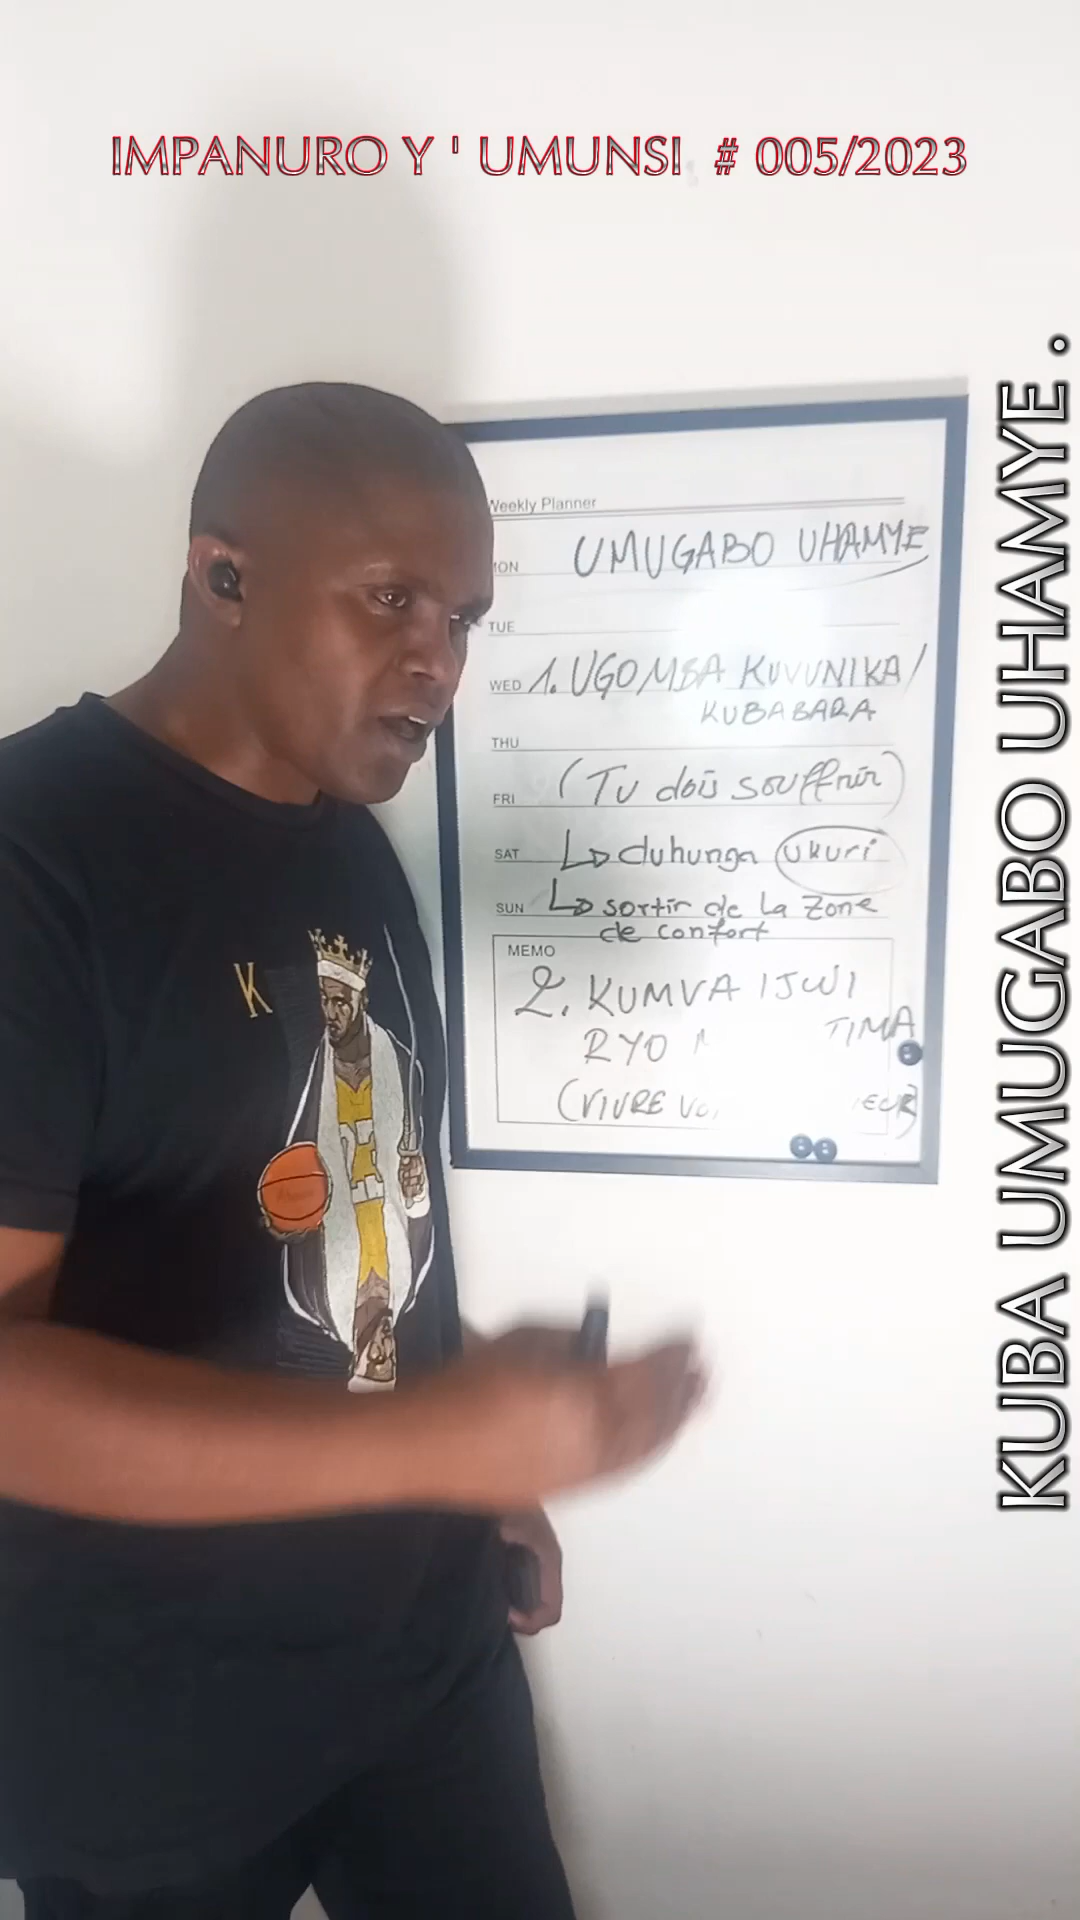 IMPANURO Y ' UMUNSI # 005/2023
KUBA UMUGABO UHAMYE .
Weekly Planner
MON UMUGABO UHAMYE
TUE
WED 1. UGOMBA KUVUNIKA/
KUBABARA
THU
FRI (Tu dois souffrir)
SAT ↳ duhunga ukuri
SUN ↳ sortir de la zone
de confort
MEMO
2. KUMVA IJWI
RYO TIMA
(VIVRE
K